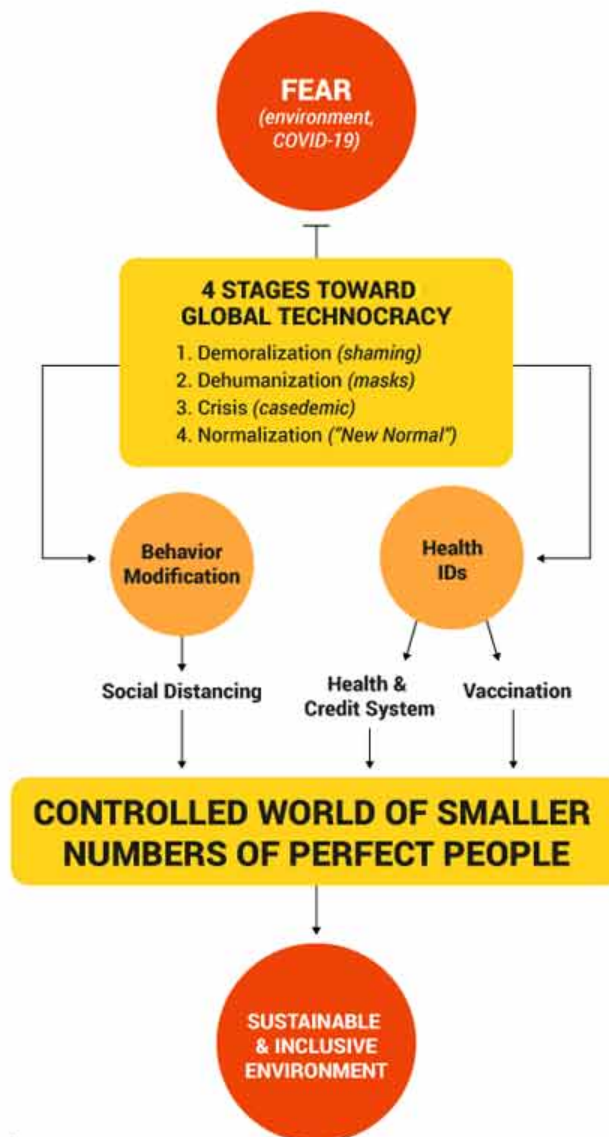 FEAR
(environment,
COVID-19)
4 STAGES TOWARD
GLOBAL TECHNOCRACY
1. Demoralization (shaming)
2. Dehumanization (masks)
3. Crisis (casedemic)
4. Normalization ("New Normal")
Behavior
Modification
Health
IDs
Social Distancing
Health &
Credit System
Vaccination
CONTROLLED WORLD OF SMALLER
NUMBERS OF PERFECT PEOPLE
SUSTAINABLE
& INCLUSIVE
ENVIRONMENT